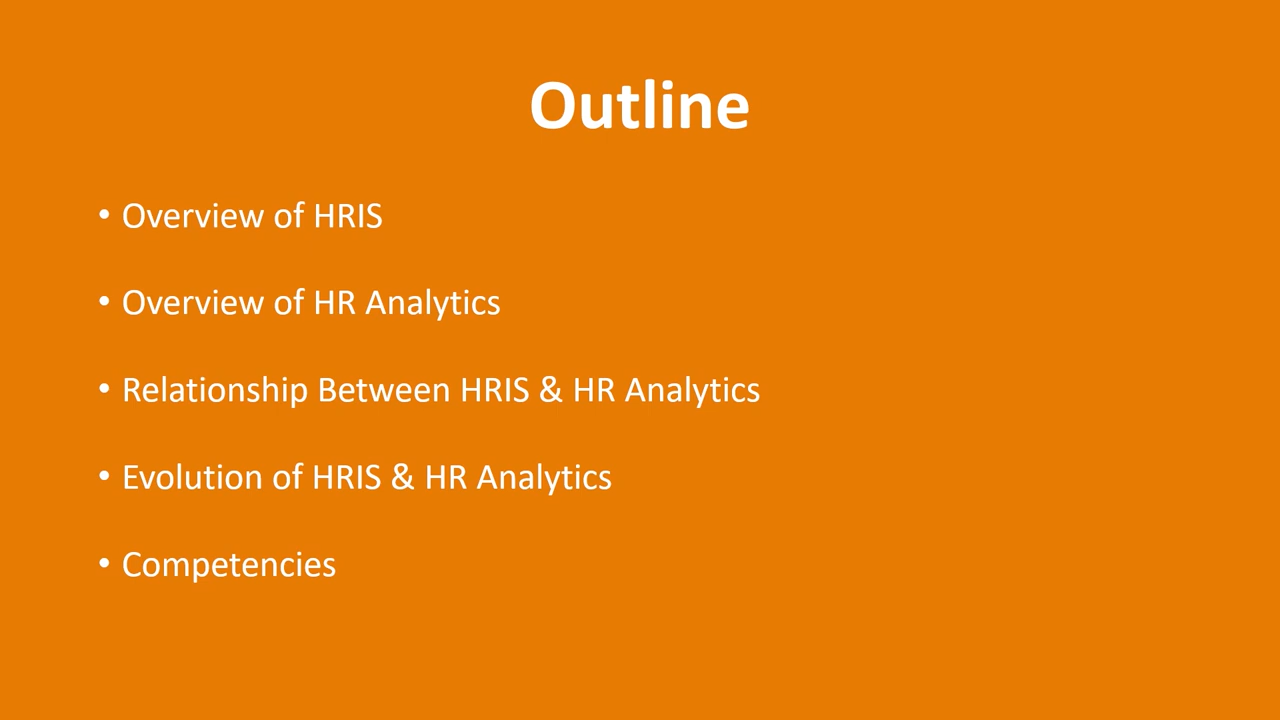 Outline
• Overview of HRIS
• Overview of HR Analytics
• Relationship Between HRIS & HR Analytics
• Evolution of HRIS & HR Analytics
• Competencies